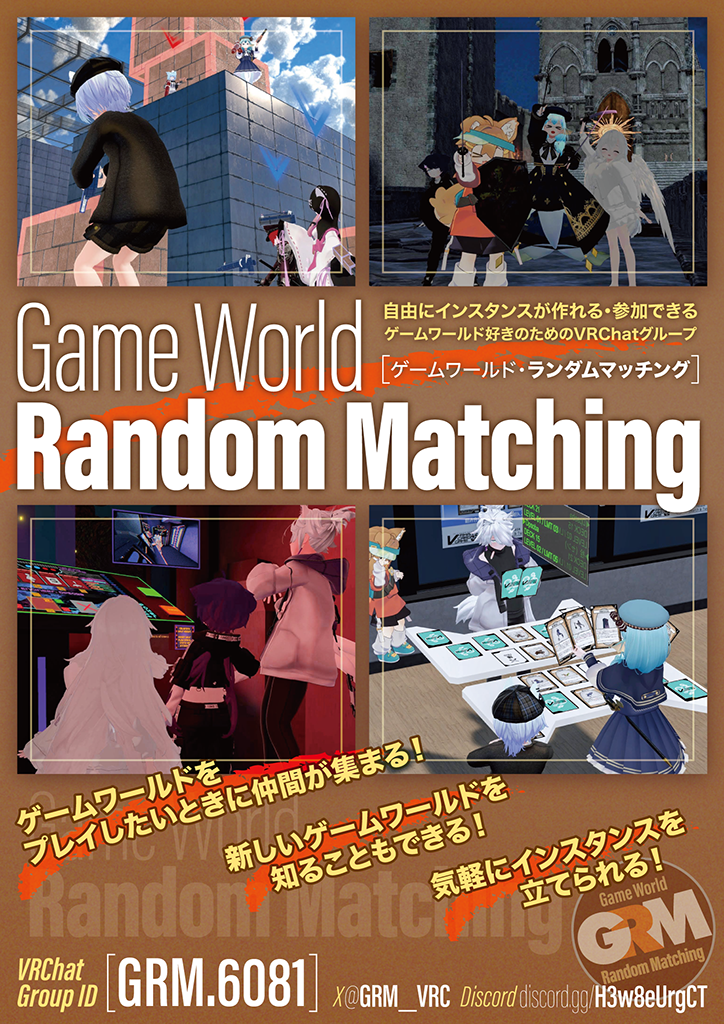 Game World
Random Matching
自由にインスタンスが作れる・参加できる
ゲームワールド好きのためのVRChatグループ
[ゲームワールド・ランダムマッチング]
ゲームワールドを
プレイしたいときに仲間が集まる！
新しいゲームワールドを
知ることもできる！
気軽にインスタンスを
立てられる！
Game World
Random Matching
Game World
GRM
Random Matching
VRChat
Group ID
[GRM.6081]
X@GRM_VRC
Discord discord.gg/H3w8eUrgCT